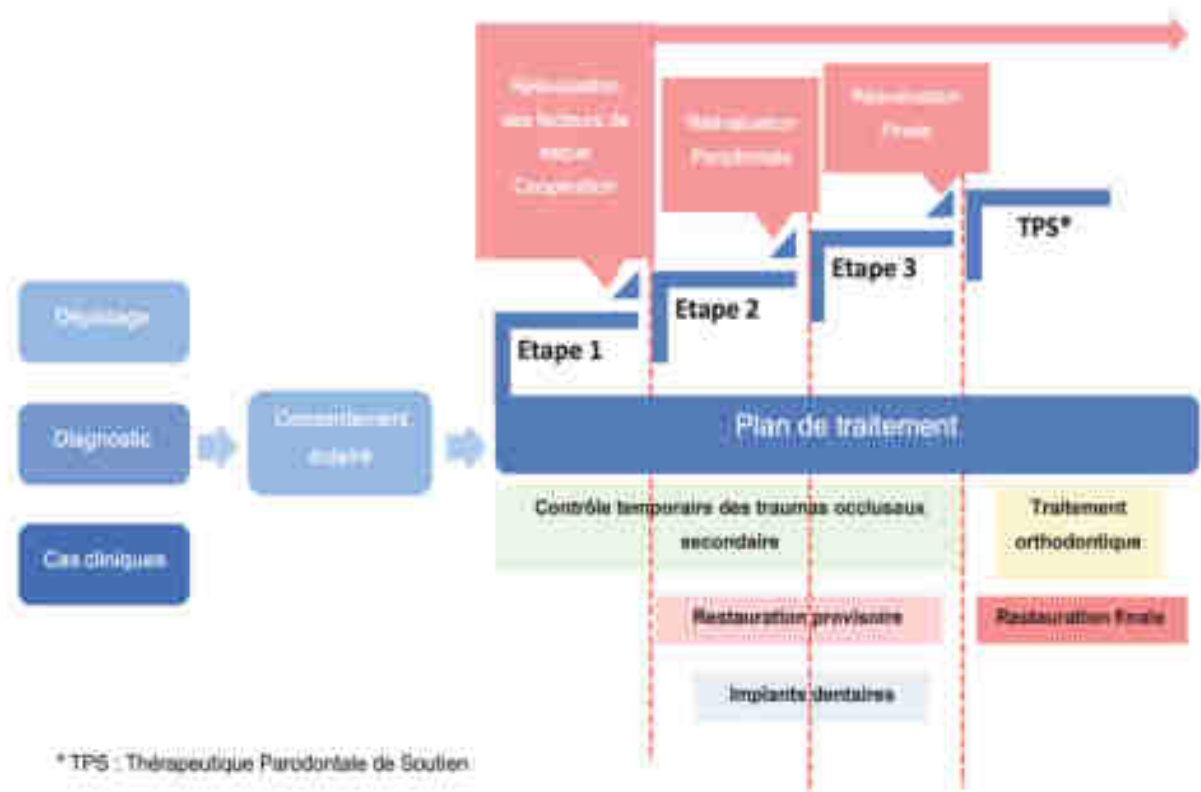 Réévaluation
des facteurs de
risque
Coopération
Réévaluation
Parodontale
Réévaluation
Finale
TPS*
Etape 3
Etape 2
Etape 1
Dépistage
Diagnostic
Cas cliniques
Consentement
éclairé
Plan de traitement
Contrôle temporaire des traumas occlusaux
secondaire
Traitement
orthodontique
Restauration provisoire
Restauration finale
Implants dentaires
* TPS : Thérapeutique Parodontale de Soutien